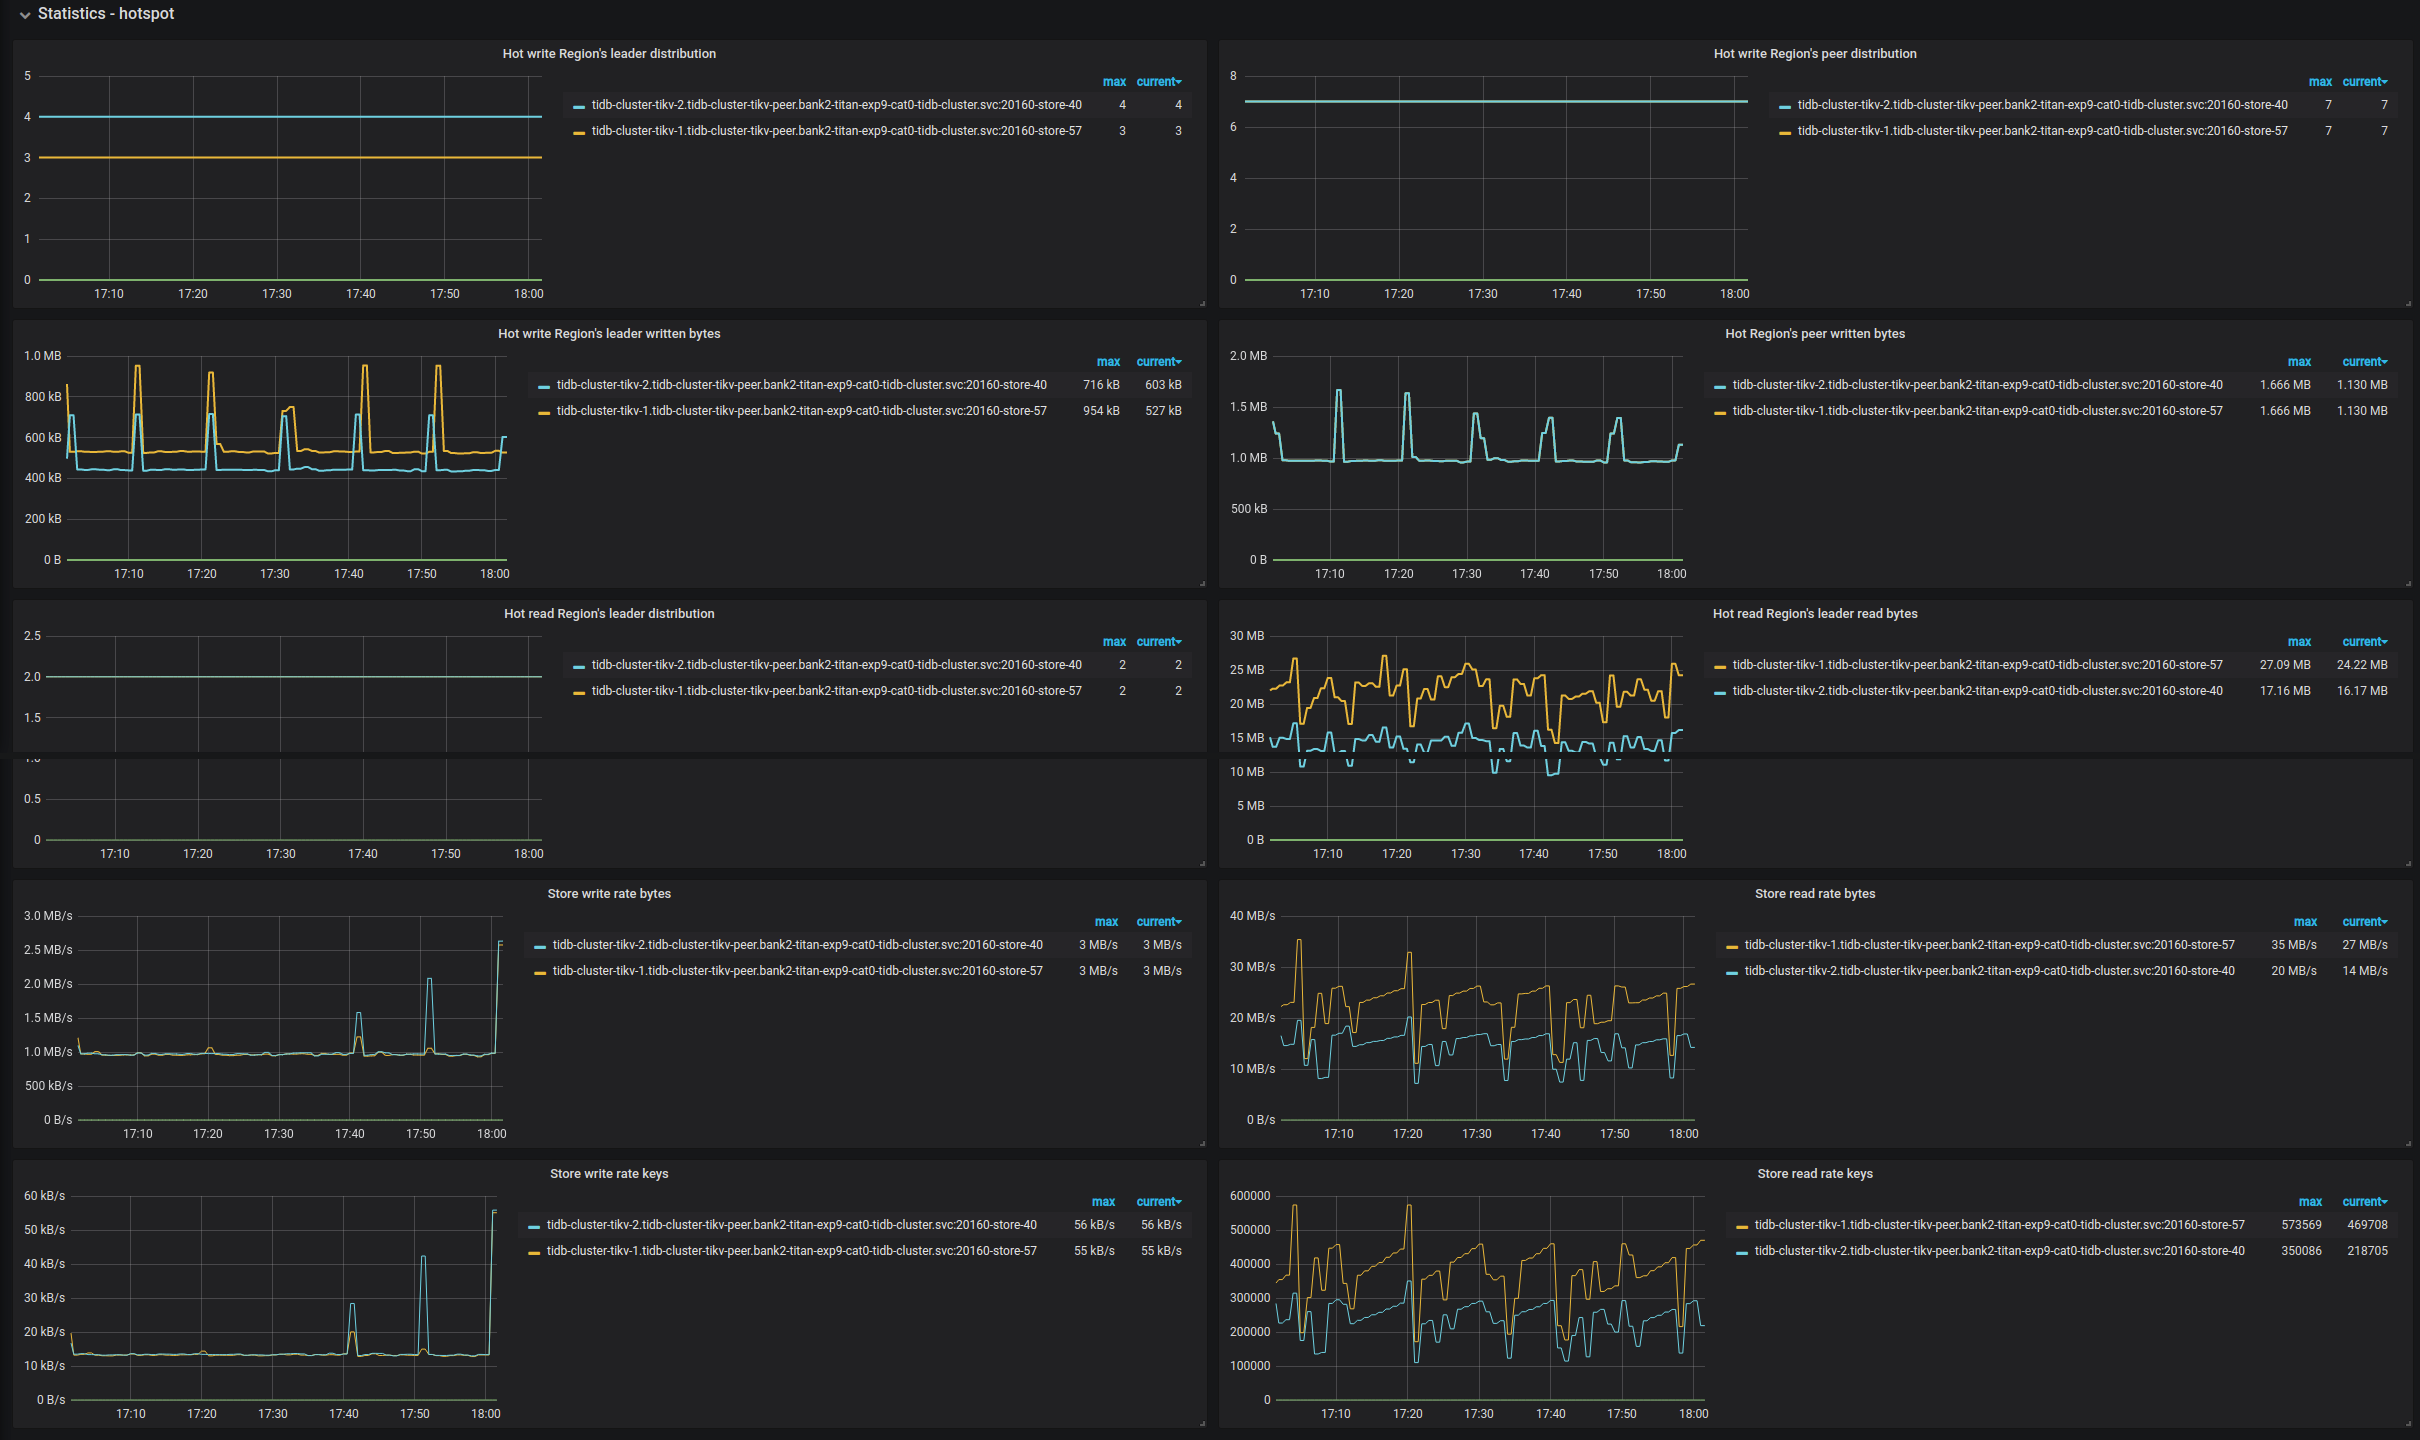 Statistics - hotspot
Hot write Region's leader distribution
max current
5
4
3
2
1
0
17:10 17:20 17:30 17:40 17:50 18:00
tidb-cluster-tikv-2.tidb-cluster-tikv-peer.bank2-titan-exp9-cat0-tidb-cluster.svc:20160-store-40 4 4
tidb-cluster-tikv-1.tidb-cluster-tikv-peer.bank2-titan-exp9-cat0-tidb-cluster.svc:20160-store-57 3 3
Hot write Region's peer distribution
max current
8
6
4
2
0
17:10 17:20 17:30 17:40 17:50 18:00
tidb-cluster-tikv-2.tidb-cluster-tikv-peer.bank2-titan-exp9-cat0-tidb-cluster.svc:20160-store-40 7 7
tidb-cluster-tikv-1.tidb-cluster-tikv-peer.bank2-titan-exp9-cat0-tidb-cluster.svc:20160-store-57 7 7
Hot write Region's leader written bytes
max current
1.0 MB
800 kB
600 kB
400 kB
200 kB
0 B
17:10 17:20 17:30 17:40 17:50 18:00
tidb-cluster-tikv-2.tidb-cluster-tikv-peer.bank2-titan-exp9-cat0-tidb-cluster.svc:20160-store-40 716 kB 603 kB
tidb-cluster-tikv-1.tidb-cluster-tikv-peer.bank2-titan-exp9-cat0-tidb-cluster.svc:20160-store-57 954 kB 527 kB
Hot Region's peer written bytes
max current
2.0 MB
1.5 MB
1.0 MB
500 kB
0 B
17:10 17:20 17:30 17:40 17:50 18:00
tidb-cluster-tikv-2.tidb-cluster-tikv-peer.bank2-titan-exp9-cat0-tidb-cluster.svc:20160-store-40 1.666 MB 1.130 MB
tidb-cluster-tikv-1.tidb-cluster-tikv-peer.bank2-titan-exp9-cat0-tidb-cluster.svc:20160-store-57 1.666 MB 1.130 MB
Hot read Region's leader distribution
max current
2.5
2.0
1.5
0.5
0
17:10 17:20 17:30 17:40 17:50 18:00
tidb-cluster-tikv-2.tidb-cluster-tikv-peer.bank2-titan-exp9-cat0-tidb-cluster.svc:20160-store-40 2 2
tidb-cluster-tikv-1.tidb-cluster-tikv-peer.bank2-titan-exp9-cat0-tidb-cluster.svc:20160-store-57 2 2
Hot read Region's leader read bytes
max current
30 MB
25 MB
20 MB
15 MB
10 MB
5 MB
0 B
17:10 17:20 17:30 17:40 17:50 18:00
tidb-cluster-tikv-1.tidb-cluster-tikv-peer.bank2-titan-exp9-cat0-tidb-cluster.svc:20160-store-57 27.09 MB 24.22 MB
tidb-cluster-tikv-2.tidb-cluster-tikv-peer.bank2-titan-exp9-cat0-tidb-cluster.svc:20160-store-40 17.16 MB 16.17 MB
Store write rate bytes
max current
3.0 MB/s
2.5 MB/s
2.0 MB/s
1.5 MB/s
1.0 MB/s
500 kB/s
0 B/s
17:10 17:20 17:30 17:40 17:50 18:00
tidb-cluster-tikv-2.tidb-cluster-tikv-peer.bank2-titan-exp9-cat0-tidb-cluster.svc:20160-store-40 3 MB/s 3 MB/s
tidb-cluster-tikv-1.tidb-cluster-tikv-peer.bank2-titan-exp9-cat0-tidb-cluster.svc:20160-store-57 3 MB/s 3 MB/s
Store read rate bytes
max current
40 MB/s
30 MB/s
20 MB/s
10 MB/s
0 B/s
17:10 17:20 17:30 17:40 17:50 18:00
tidb-cluster-tikv-1.tidb-cluster-tikv-peer.bank2-titan-exp9-cat0-tidb-cluster.svc:20160-store-57 35 MB/s 27 MB/s
tidb-cluster-tikv-2.tidb-cluster-tikv-peer.bank2-titan-exp9-cat0-tidb-cluster.svc:20160-store-40 20 MB/s 14 MB/s
Store write rate keys
max current
60 kB/s
50 kB/s
40 kB/s
30 kB/s
20 kB/s
10 kB/s
0 B/s
17:10 17:20 17:30 17:40 17:50 18:00
tidb-cluster-tikv-2.tidb-cluster-tikv-peer.bank2-titan-exp9-cat0-tidb-cluster.svc:20160-store-40 56 kB/s 56 kB/s
tidb-cluster-tikv-1.tidb-cluster-tikv-peer.bank2-titan-exp9-cat0-tidb-cluster.svc:20160-store-57 55 kB/s 55 kB/s
Store read rate keys
max current
600000
500000
400000
300000
200000
100000
0
17:10 17:20 17:30 17:40 17:50 18:00
tidb-cluster-tikv-1.tidb-cluster-tikv-peer.bank2-titan-exp9-cat0-tidb-cluster.svc:20160-store-57 573569 469708
tidb-cluster-tikv-2.tidb-cluster-tikv-peer.bank2-titan-exp9-cat0-tidb-cluster.svc:20160-store-40 350086 218705